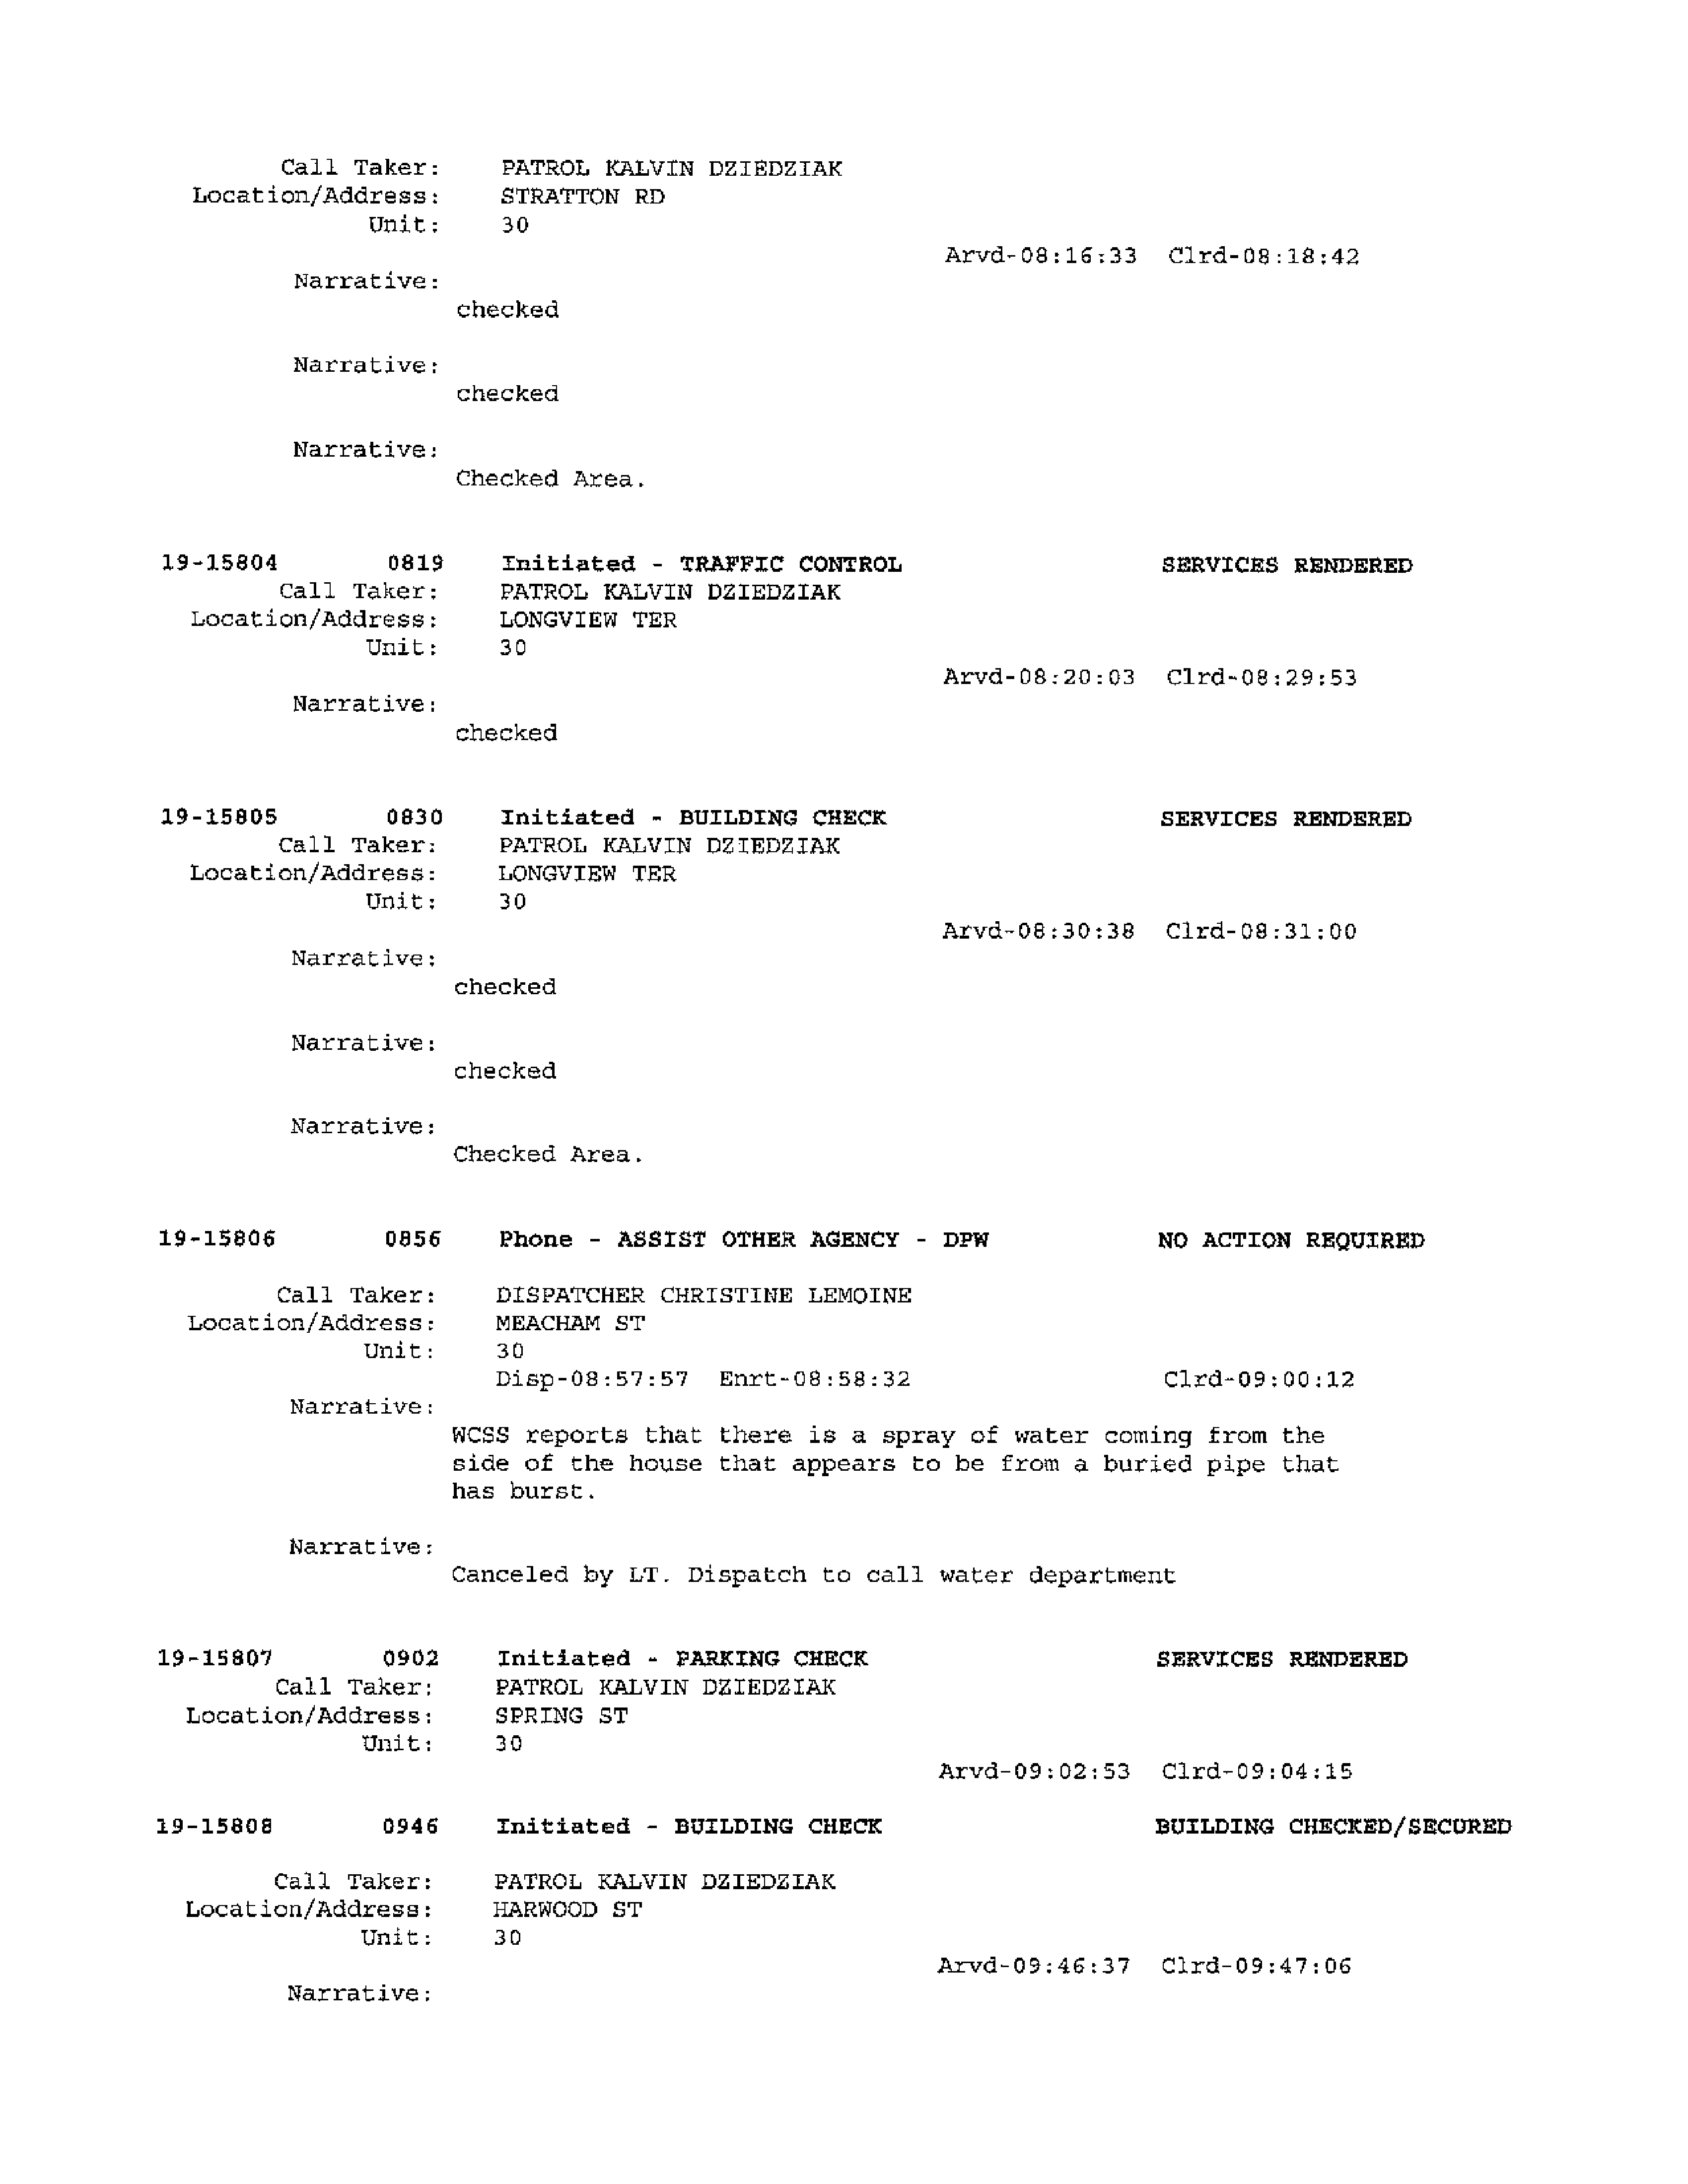 Call Taker: PATROL KALVIN DZIEDZIAK
Location/Address: STRATTON RD
Unit: 30
Arvd-08:16:33 Clrd-08:18:42
Narrative:
checked
Narrative:
checked
Narrative:
Checked Area.
19-15804 0819 Initiated - TRAFFIC CONTROL SERVICES RENDERED
Call Taker: PATROL KALVIN DZIEDZIAK
Location/Address: LONGVIEW TER
Unit: 30
Arvd-08:20:03 Clrd-08:29:53
Narrative:
checked
19-15805 0830 Initiated - BUILDING CHECK SERVICES RENDERED
Call Taker: PATROL KALVIN DZIEDZIAK
Location/Address: LONGVIEW TER
Unit: 30
Arvd-08:30:38 Clrd-08:31:00
Narrative:
checked
Narrative:
checked
Narrative:
Checked Area.
19-15806 0856 Phone - ASSIST OTHER AGENCY - DPW NO ACTION REQUIRED
Call Taker: DISPATCHER CHRISTINE LEMOINE
Location/Address: MEACHAM ST
Unit: 30
Disp-08:57:57 Enrt-08:58:32 Clrd-09:00:12
Narrative:
WCSS reports that there is a spray of water coming from the
side of the house that appears to be from a buried pipe that
has burst.
Narrative:
Canceled by LT. Dispatch to call water department
19-15807 0902 Initiated - PARKING CHECK SERVICES RENDERED
Call Taker: PATROL KALVIN DZIEDZIAK
Location/Address: SPRING ST
Unit: 30
Arvd-09:02:53 Clrd-09:04:15
19-15808 0946 Initiated - BUILDING CHECK BUILDING CHECKED/SECURED
Call Taker: PATROL KALVIN DZIEDZIAK
Location/Address: HARWOOD ST
Unit: 30
Arvd-09:46:37 Clrd-09:47:06
Narrative: